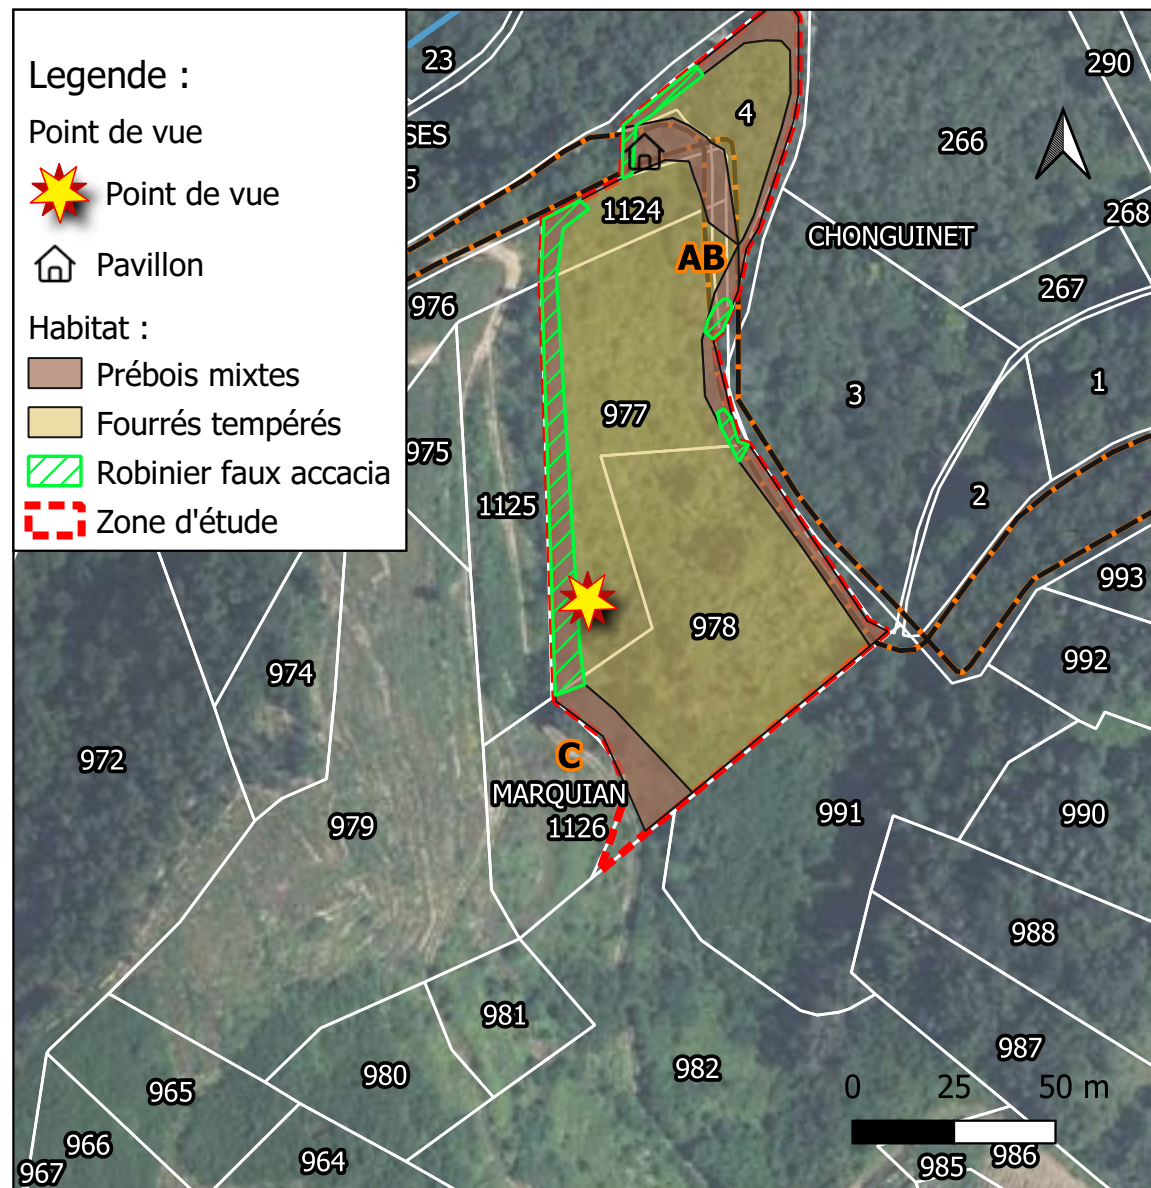 Legende :
Point de vue
Point de vue
Pavillon
Habitat :
Prébois mixtes
Fourrés tempérés
Robinier faux accacia
Zone d'étude
23
290
4
SES
266
5
1124
268
CHONGUINET
AB
267
976
1
3
977
975
2
1125
993
978
992
974
C
972
MARQUIAN
991
990
979
1126
988
981
987
982
980
0 25 50 m
965
966
964
986
985
967